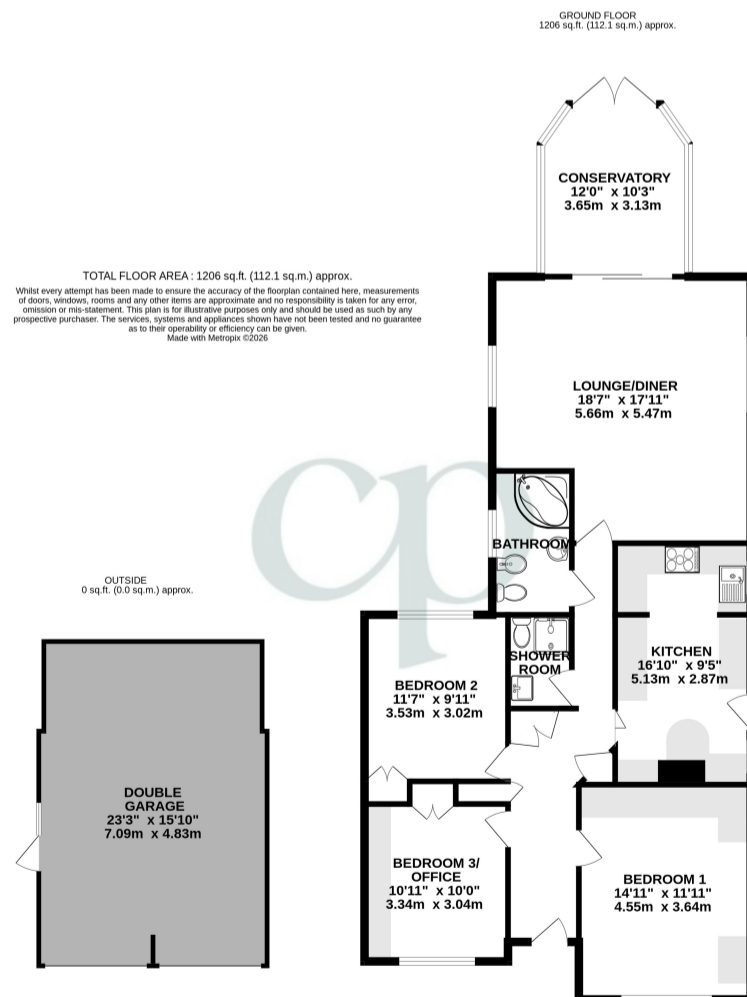 GROUND FLOOR
1206 sq.ft. (112.1 sq.m.) approx.
CONSERVATORY
12'0" x 10'3"
3.65m x 3.13m
TOTAL FLOOR AREA : 1206 sq.ft. (112.1 sq.m.) approx.
Whilst every attempt has been made to ensure the accuracy of the floorplan contained here, measurements
of doors, windows, rooms and any other items are approximate and no responsibility is taken for any error,
omission or mis-statement. This plan is for illustrative purposes only and should be used as such by any
prospective purchaser. The services, systems and appliances shown have not been tested and no guarantee
as to their operability or efficiency can be given.
Made with Metropix ©2026
LOUNGE/DINER
18'7" x 17'11"
5.66m x 5.47m
cp
BATHROOM
OUTSIDE
0 sq.ft. (0.0 sq.m.) approx.
SHOWER
ROOM
KITCHEN
16'10" x 9'5"
5.13m x 2.87m
BEDROOM 2
11'7" x 9'11"
3.53m x 3.02m
DOUBLE
GARAGE
23'3" x 15'10"
7.09m x 4.83m
BEDROOM 3/
OFFICE
10'11" x 10'0"
3.34m x 3.04m
BEDROOM 1
14'11" x 11'11"
4.55m x 3.64m